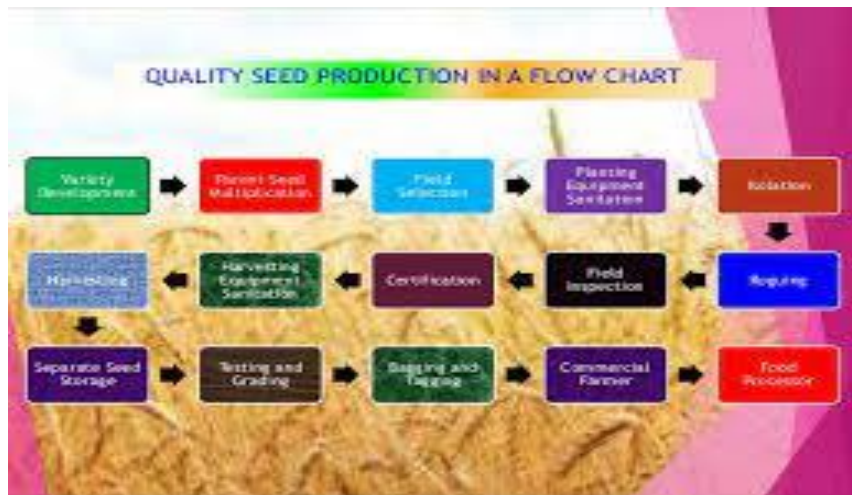 QUALITY SEED PRODUCTION IN A FLOW CHART
Variety
Development
Parent Seed
Multiplication
Field
Selection
Planting
Equipment
Sanitation
Isolation
Roguing
Field
Inspection
Certification
Harvesting
Equipment
Sanitation
Harvesting
Separate Seed
Storage
Testing and
Grading
Bagging and
Tagging
Commercial
Farmer
Food
Processor